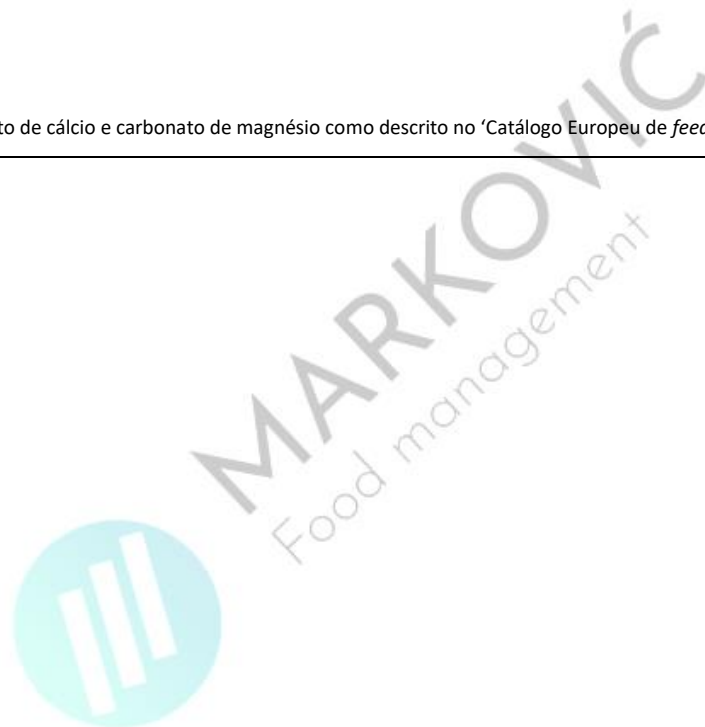 to de cálcio e carbonato de magnésio como descrito no ‘Catálogo Europeu de feed
MARKOVIĆ
Food management